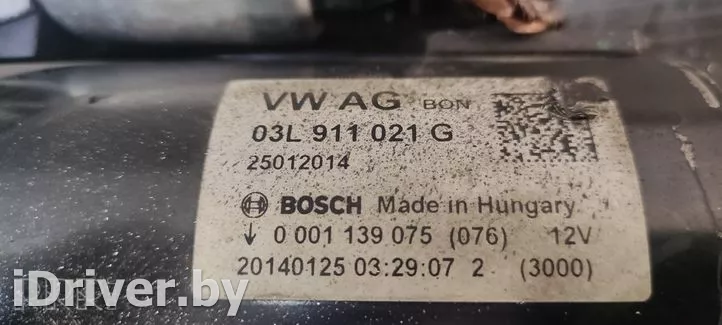 VW AG BON
03L 911 021 G
25012014
BOSCH Made in Hungary
↓ 0 001 139 075 (076) 12V
20140125 03:29:07 2 (3000)
iDriver.by